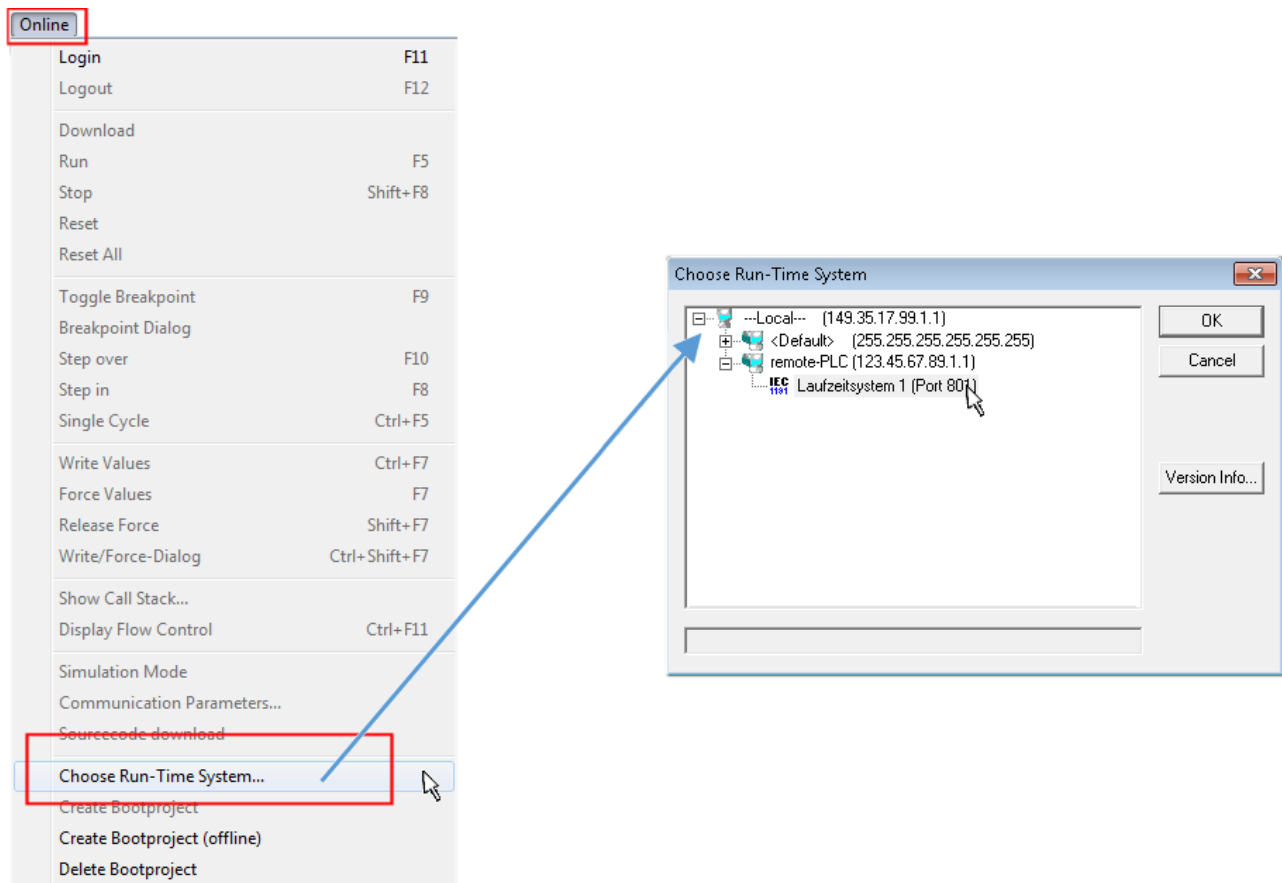 Online
Login F11
Logout F12
Download
Run F5
Stop Shift+F8
Reset
Reset All
Toggle Breakpoint F9
Breakpoint Dialog
Step over F10
Step in F8
Single Cycle Ctrl+F5
Write Values Ctrl+F7
Force Values F7
Release Force Shift+F7
Write/Force-Dialog Ctrl+Shift+F7
Show Call Stack...
Display Flow Control Ctrl+F11
Simulation Mode
Communication Parameters...
Sourcecode download
Choose Run-Time System...
Create Bootproject
Create Bootproject (offline)
Delete Bootproject
Choose Run-Time System
---Local--- (149.35.17.99.1.1)
<Default> (255.255.255.255.255.255)
remote-PLC (123.45.67.89.1.1)
IEC
1131
Laufzeitsystem 1 (Port 801)
OK
Cancel
Version Info...